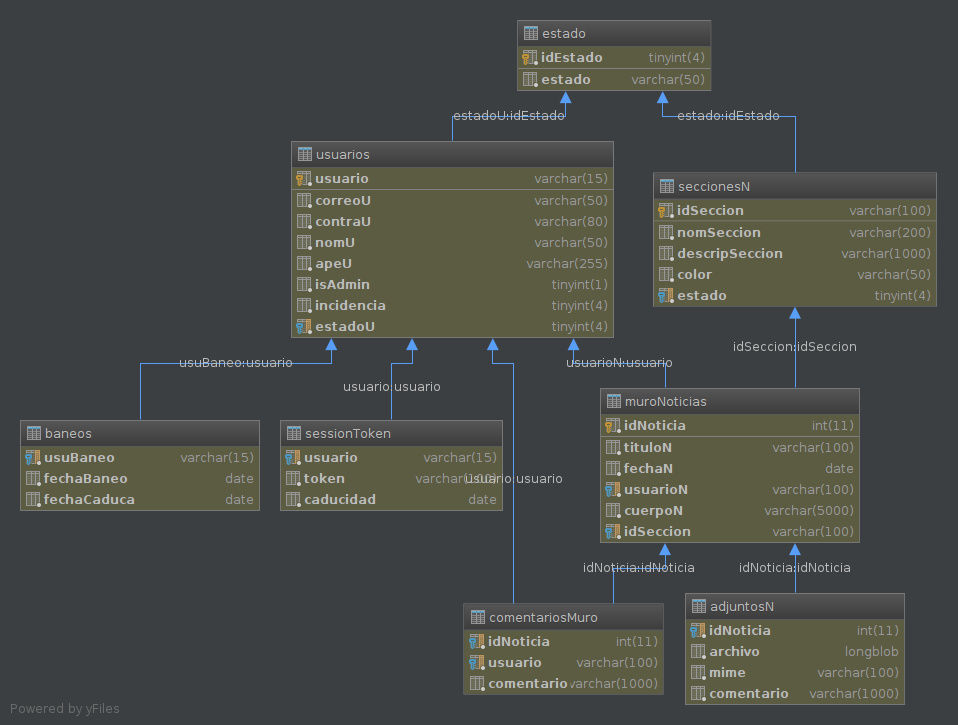 estado
idEstado tinyint(4)
estado varchar(50)
estadoU:idEstado
estado:idEstado
usuarios
usuario varchar(15)
correoU varchar(50)
contraU varchar(80)
nomU varchar(50)
apeU varchar(255)
isAdmin tinyint(1)
incidencia tinyint(4)
estadoU tinyint(4)
seccionesN
idSeccion varchar(100)
nomSeccion varchar(200)
descripSeccion varchar(1000)
color varchar(50)
estado tinyint(4)
usuBaneo:usuario
usuario:usuario
usuarioN:usuario
idSeccion:idSeccion
baneos
usuBaneo varchar(15)
fechaBaneo date
fechaCaduca date
sessionToken
usuario varchar(15)
token varchar(100)
caducidad date
usuario:usuario
muroNoticias
idNoticia int(11)
tituloN varchar(100)
fechaN date
usuarioN varchar(100)
cuerpoN varchar(5000)
idSeccion varchar(100)
idNoticia:idNoticia
idNoticia:idNoticia
comentariosMuro
idNoticia int(11)
usuario varchar(100)
comentario varchar(1000)
adjuntosN
idNoticia int(11)
archivo longblob
mime varchar(100)
comentario varchar(1000)
Powered by yFiles